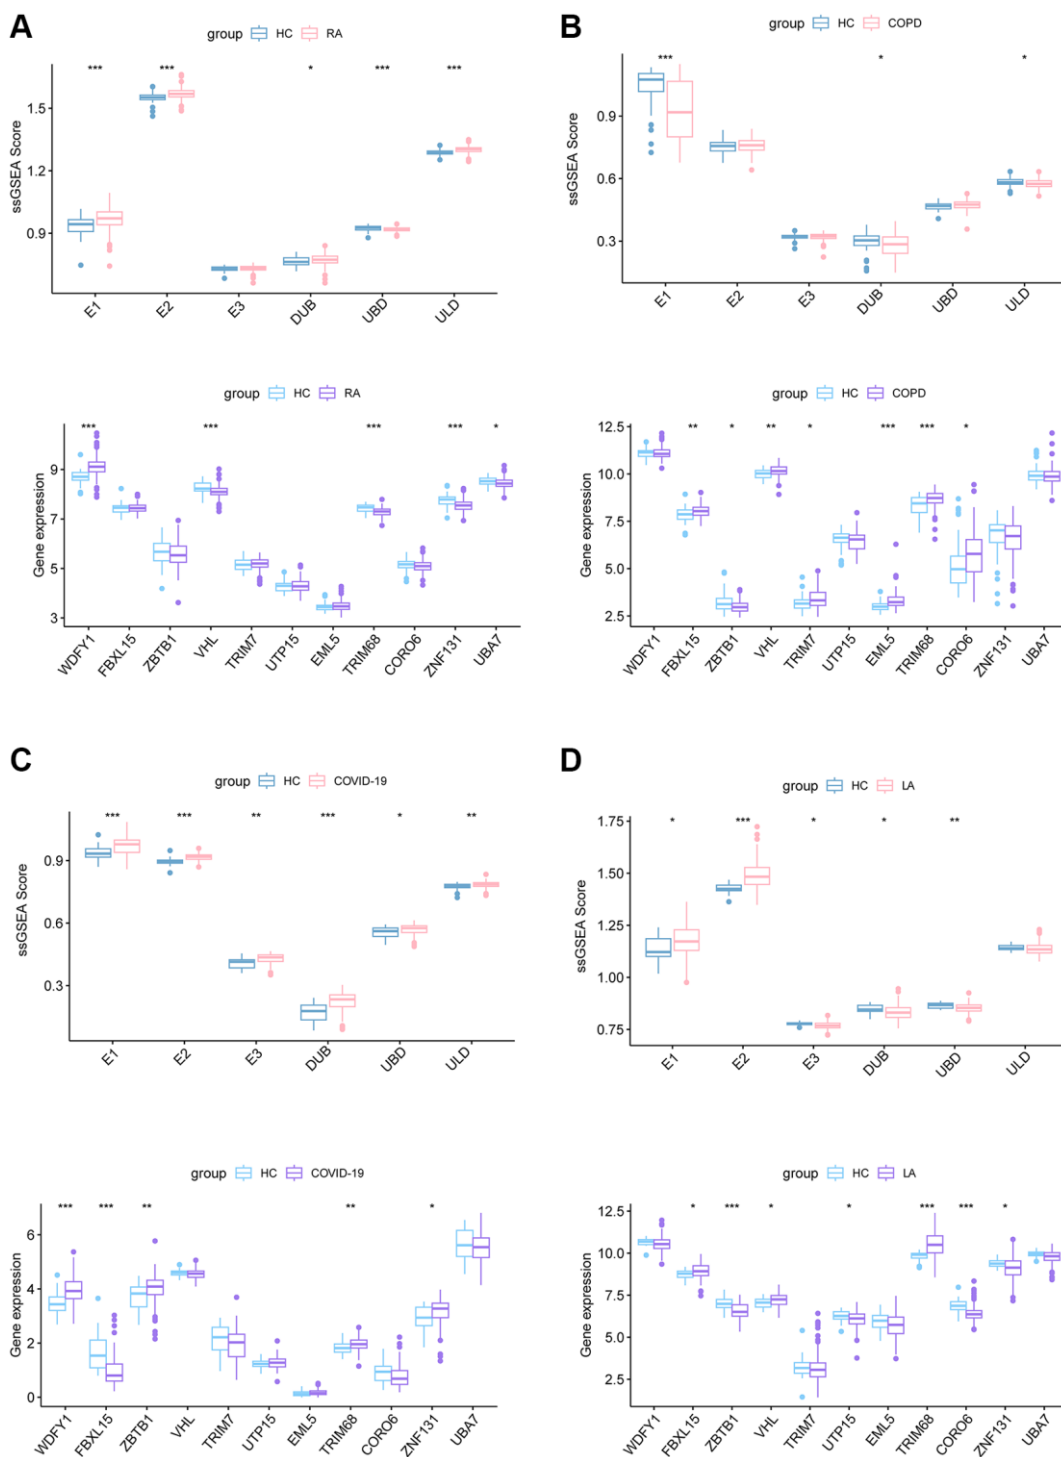 A
group HC RA
*** *** * *** ***
ssGSEA Score
1.5
1.2
0.9
E1 E2 E3 DUB UBD ULD
group HC RA
*** *** *** *** *
Gene expression
9
7
5
3
WDFY1 FBXL15 ZBTB1 VHL TRIM7 UTP15 EML5 TRIM68 CORO6 ZNF131 UBA7
B
group HC COPD
*** * *
ssGSEA Score
0.9
0.6
0.3
E1 E2 E3 DUB UBD ULD
group HC COPD
** * ** * *** *** *
Gene expression
12.5
10.0
7.5
5.0
2.5
WDFY1 FBXL15 ZBTB1 VHL TRIM7 UTP15 EML5 TRIM68 CORO6 ZNF131 UBA7
C
group HC COVID-19
*** *** ** *** * **
ssGSEA Score
0.9
0.6
0.3
E1 E2 E3 DUB UBD ULD
group HC COVID-19
*** *** ** ** *
Gene expression
6
4
2
0
WDFY1 FBXL15 ZBTB1 VHL TRIM7 UTP15 EML5 TRIM68 CORO6 ZNF131 UBA7
D
group HC LA
* *** * * **
ssGSEA Score
1.75
1.50
1.25
1.00
0.75
E1 E2 E3 DUB UBD ULD
group HC LA
* *** * * *** *** *
Gene expression
12.5
10.0
7.5
5.0
2.5
WDFY1 FBXL15 ZBTB1 VHL TRIM7 UTP15 EML5 TRIM68 CORO6 ZNF131 UBA7